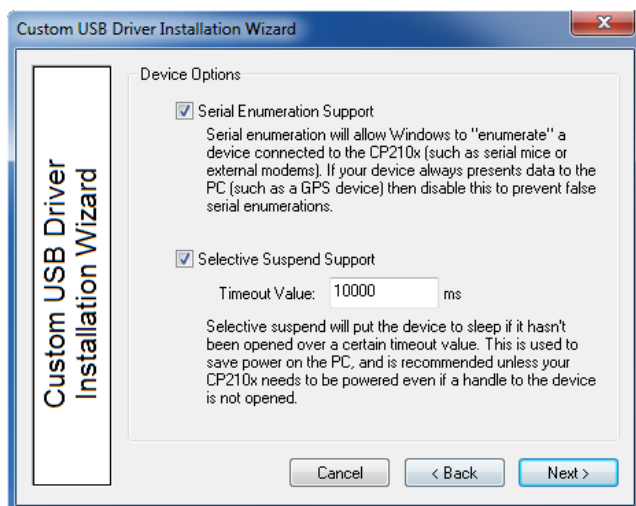 Custom USB Driver Installation Wizard
Custom USB Driver
Installation Wizard
Device Options
Serial Enumeration Support
Serial enumeration will allow Windows to "enumerate" a
device connected to the CP210x (such as serial mice or
external modems). If your device always presents data to the
PC (such as a GPS device) then disable this to prevent false
serial enumerations.
Selective Suspend Support
Timeout Value: 10000 ms
Selective suspend will put the device to sleep if it hasn't
been opened over a certain timeout value. This is used to
save power on the PC, and is recommended unless your
CP210x needs to be powered even if a handle to the device
is not opened.
Cancel < Back Next >